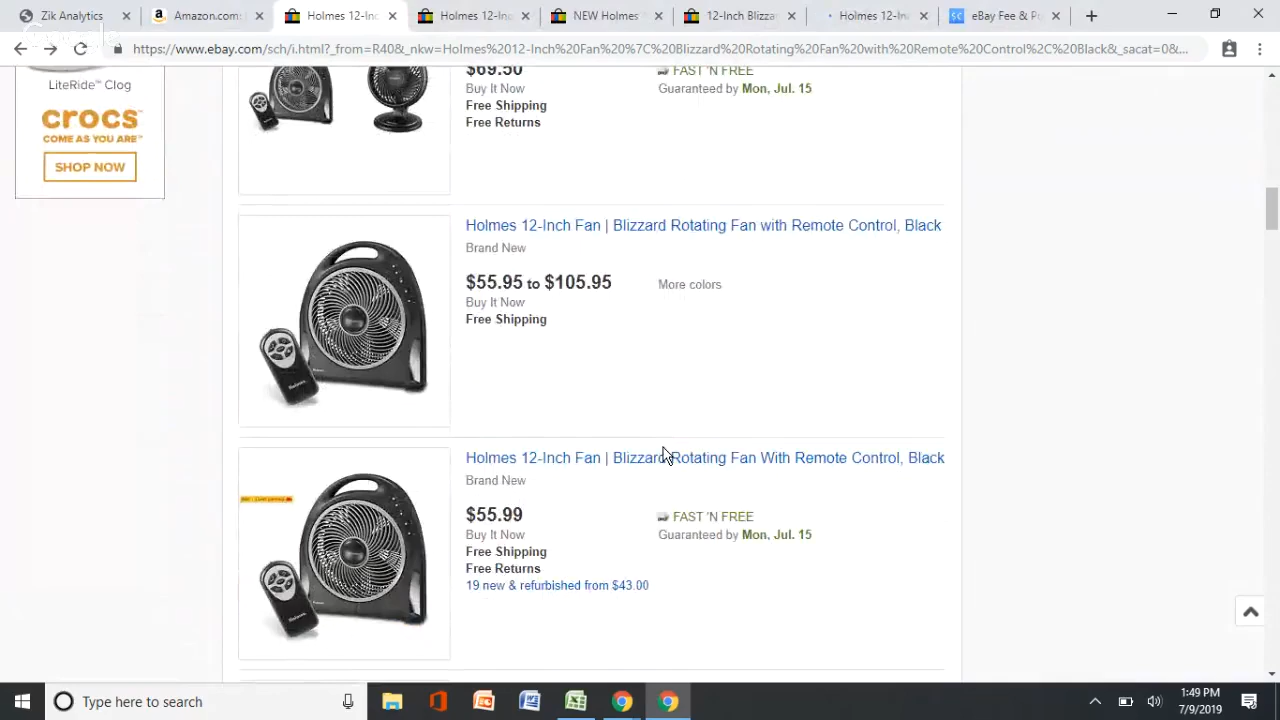 Zik Analytics
Amazon.com:
Holmes 12-Inc
Holmes 12-Inc
NEW Holmes
12-Inch Blizza
Holmes 12-Inc
eBay Fee & Pr
https://www.ebay.com/sch/i.html?_from=R40&_nkw=Holmes%2012-Inch%20Fan%20%7C%20Blizzard%20Rotating%20Fan%20with%20Remote%20Control%2C%20Black&_sacat=0&...
LiteRide™ Clog
crocs™
COME AS YOU ARE™
SHOP NOW
$69.50
FAST 'N FREE
Buy It Now
Guaranteed by Mon, Jul. 15
Free Shipping
Free Returns
Holmes 12-Inch Fan | Blizzard Rotating Fan with Remote Control, Black
Brand New
$55.95 to $105.95
More colors
Buy It Now
Free Shipping
Holmes 12-Inch Fan | Blizzard Rotating Fan With Remote Control, Black
Brand New
$55.99
FAST 'N FREE
Buy It Now
Guaranteed by Mon, Jul. 15
Free Shipping
Free Returns
19 new & refurbished from $43.00
Type here to search
1:49 PM
7/9/2019